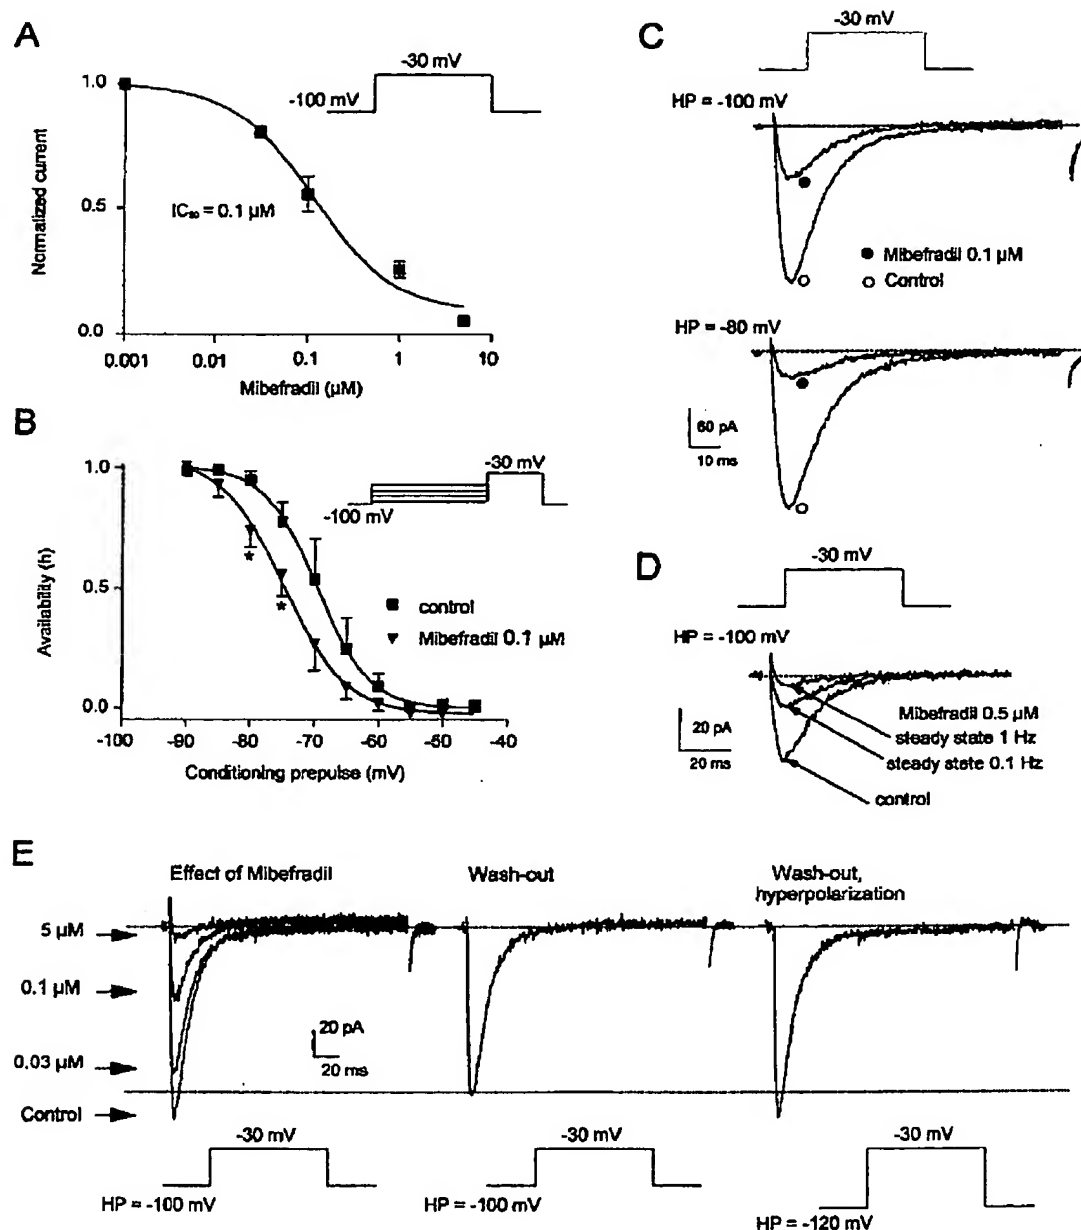 A
-30 mV
-100 mV
1.0
0.5
0.0
Normalized current
IC₅₀ = 0.1 µM
0.001 0.01 0.1 1 10
Mibefradil (µM)
B
-30 mV
-100 mV
1.0
0.5
0.0
Availability (h)
*
*
control
Mibefradil 0.1 µM
-100 -90 -80 -70 -60 -50 -40
Conditioning prepulse (mV)
C
-30 mV
HP = -100 mV
Mibefradil 0.1 µM
Control
HP = -80 mV
60 pA
10 ms
D
-30 mV
HP = -100 mV
20 pA
20 ms
Mibefradil 0.5 µM
steady state 1 Hz
steady state 0.1 Hz
control
E
Effect of Mibefradil
Wash-out
Wash-out,
hyperpolarization
5 µM
0.1 µM
0.03 µM
Control
20 pA
20 ms
-30 mV
HP = -100 mV
-30 mV
HP = -100 mV
-30 mV
HP = -120 mV